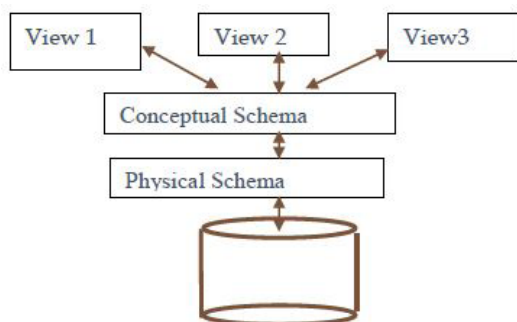 View 1
View 2
View3
Conceptual Schema
Physical Schema